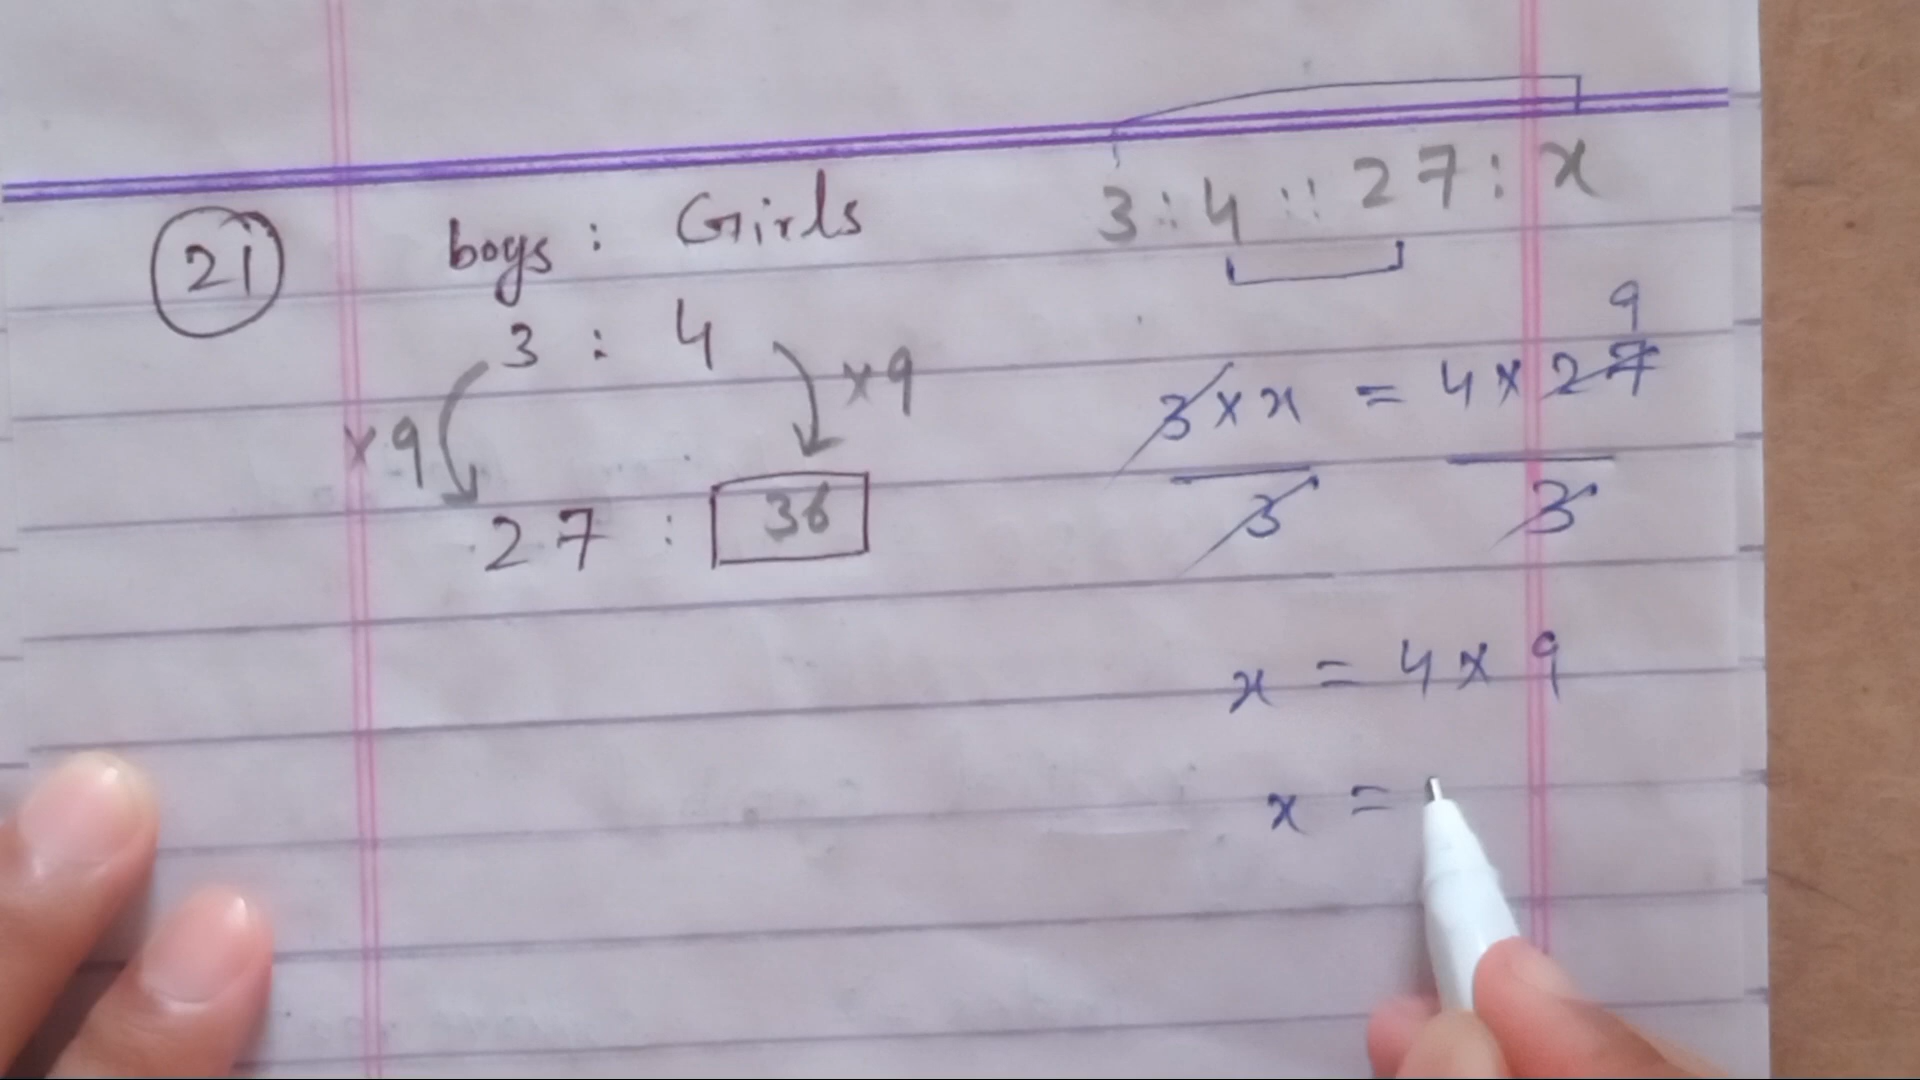 21
boys : Girls
3 : 4
×9
×9
27 : 36
3 : 4 :: 27 : x
9
3 × x = 4 × 27
3 3
x = 4 × 9
x =